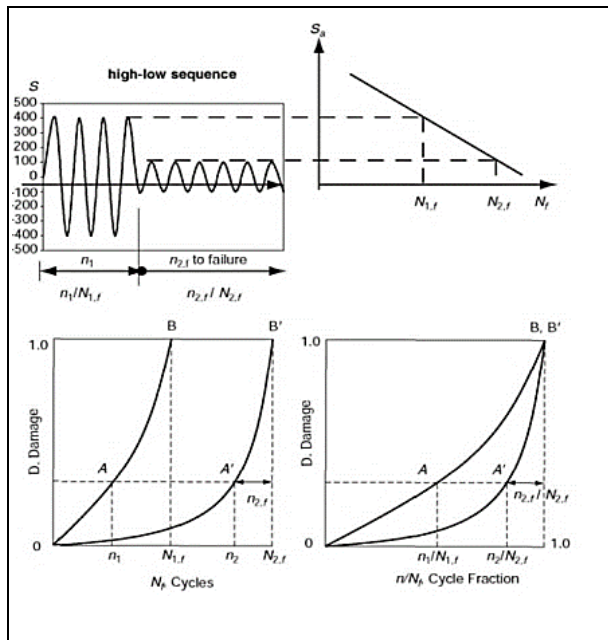 high-low sequence
S
500
400
300
200
100
0
-100
-200
-300
-400
-500
n1
n2,f to failure
n1/N1,f
n2,f / N2,f
Sa
N1,f
N2,f
Nf
B
B'
1.0
D. Damage
A
A'
n2,f
0
n1
N1,f
n2
N2,f
Nf, Cycles
B, B'
1.0
D. Damage
A
A'
n2,f / N2,f
0
n1/N1,f
n2/N2,f
1.0
n/Nf, Cycle Fraction